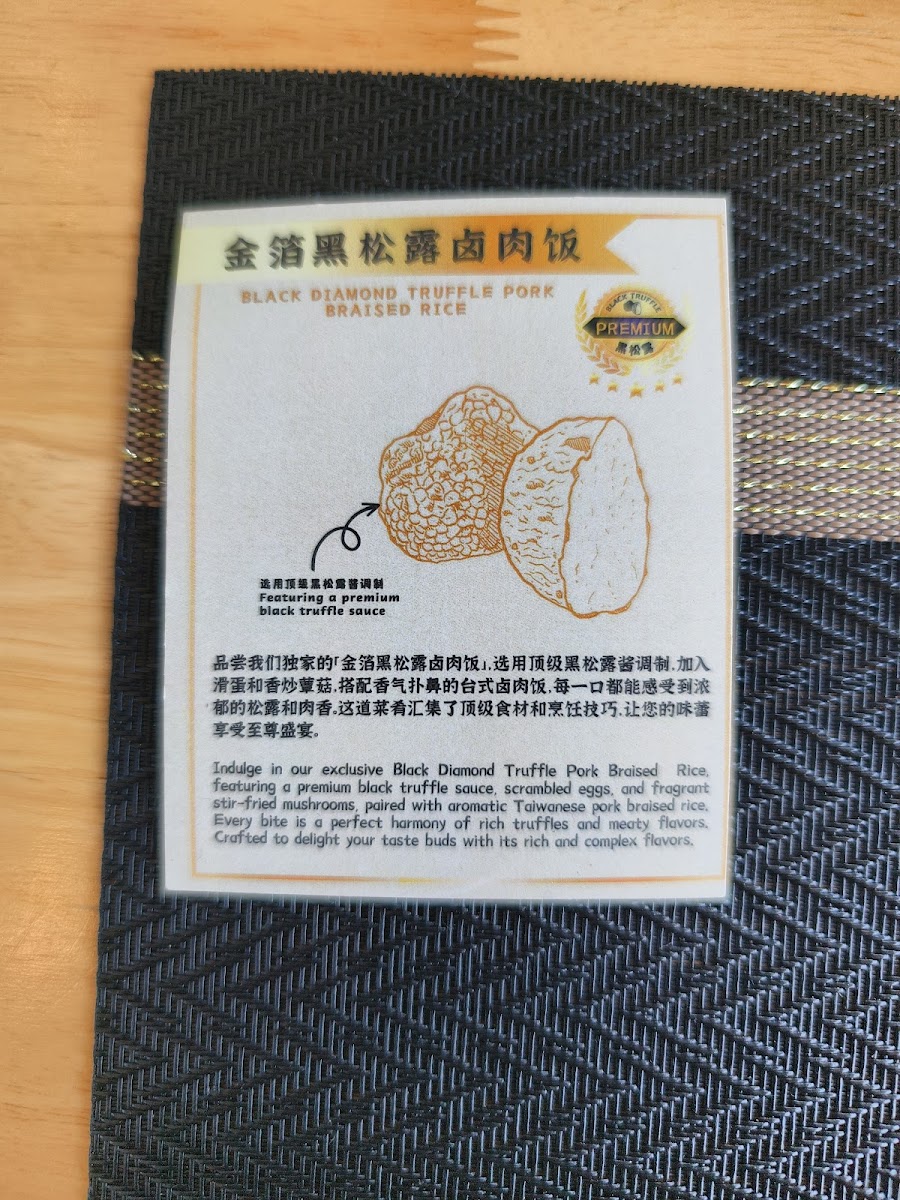 金箔黑松露卤肉饭
BLACK DIAMOND TRUFFLE PORK
BRAISED RICE
BLACK TRUFFLE
PREMIUM
黑松露
选用顶级黑松露酱调制
Featuring a premium
black truffle sauce
品尝我们独家的「金箔黑松露卤肉饭」,选用顶级黑松露酱调制,加入
滑蛋和香炒蕈菇,搭配香气扑鼻的台式卤肉饭,每一口都能感受到浓
郁的松露和肉香,这道菜肴汇集了顶级食材和烹饪技巧,让您的味蕾
享受至尊盛宴。
Indulge in our exclusive Black Diamond Truffle Pork Braised Rice,
featuring a premium black truffle sauce, scrambled eggs, and fragrant
stir-fried mushrooms, paired with aromatic Taiwanese pork braised rice.
Every bite is a perfect harmony of rich truffles and meaty flavors.
Crafted to delight your taste buds with its rich and complex flavors.